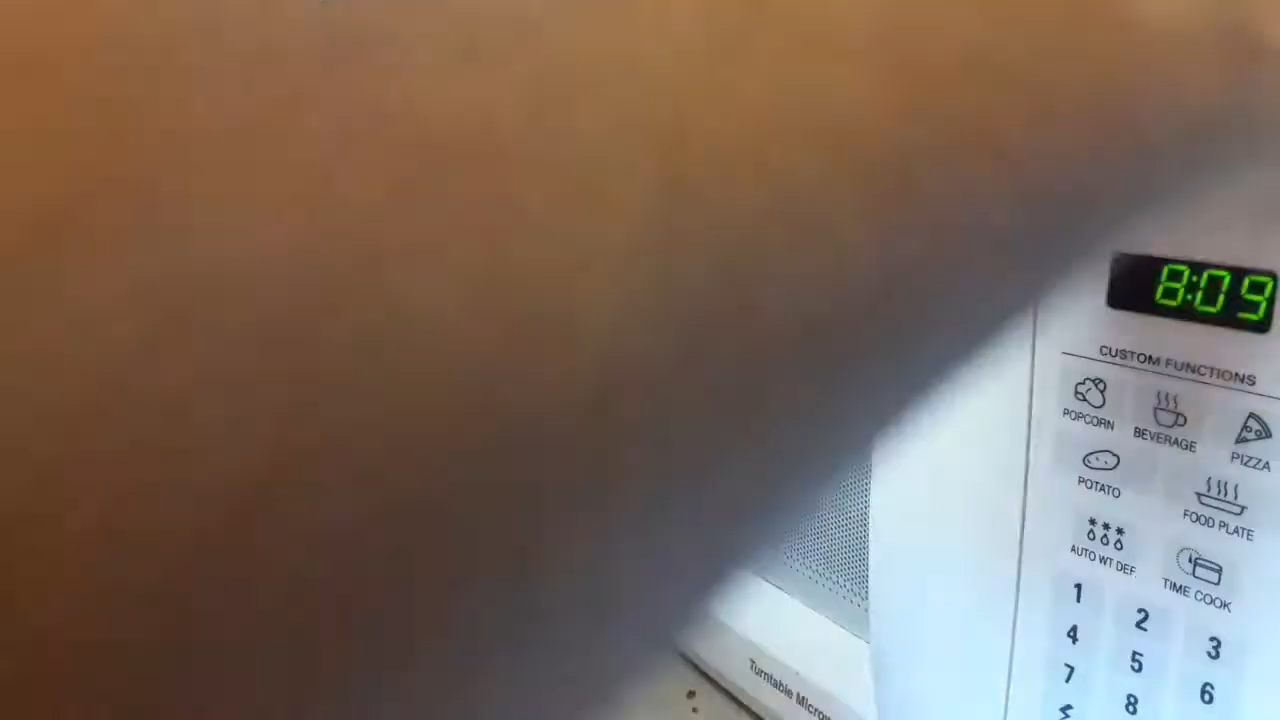 8:09
CUSTOM FUNCTIONS
POPCORN BEVERAGE PIZZA
POTATO FOOD PLATE
AUTO WT DEF. TIME COOK
1 2 3
4 5 6
7 8
Turntable